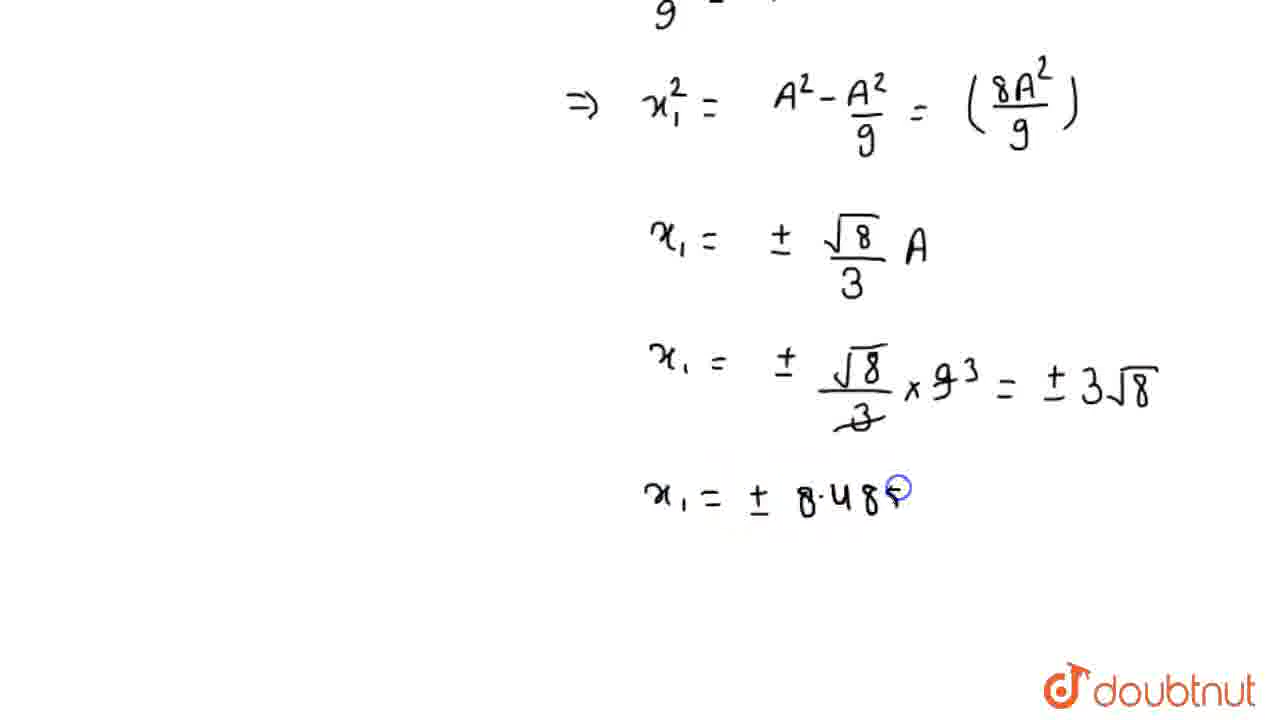 9
⇒ x₁² = A² - A²/9 = (8A²/9)
x₁ = ± √8/3 A
x₁ = ± √8/3 × 9 3 = ± 3√8
x₁ = ± 8.48
doubtnut